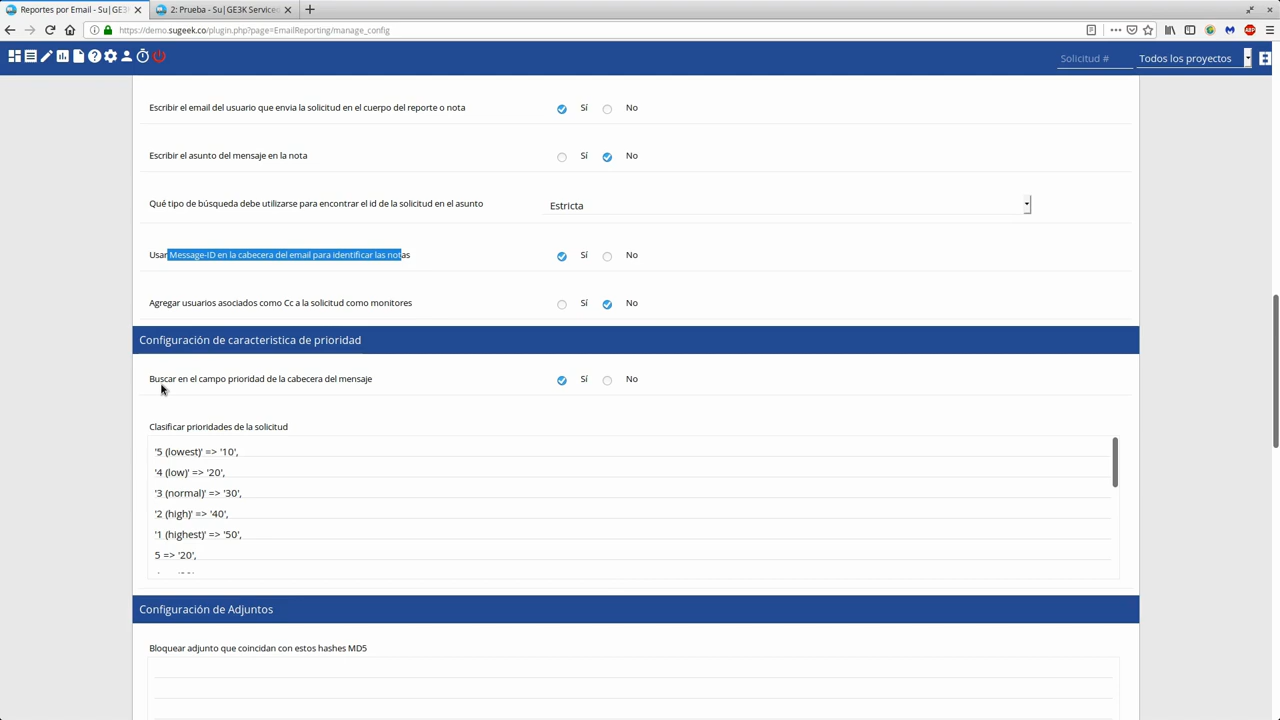 Reportes por Email - Su|GE3K
2: Prueba - Su|GE3K Service
https://demo.sugeek.co/plugin.php?page=EmailReporting/manage_config
Solicitud #
Todos los proyectos
Escribir el email del usuario que envia la solicitud en el cuerpo del reporte o nota
Sí
No
Escribir el asunto del mensaje en la nota
Sí
No
Qué tipo de búsqueda debe utilizarse para encontrar el id de la solicitud en el asunto
Estricta
Usar Message-ID en la cabecera del email para identificar las notas
Sí
No
Agregar usuarios asociados como Cc a la solicitud como monitores
Sí
No
Configuración de caracteristica de prioridad
Buscar en el campo prioridad de la cabecera del mensaje
Sí
No
Clasificar prioridades de la solicitud
'5 (lowest)' => '10',
'4 (low)' => '20',
'3 (normal)' => '30',
'2 (high)' => '40',
'1 (highest)' => '50',
5 => '20',
Configuración de Adjuntos
Bloquear adjunto que coincidan con estos hashes MD5